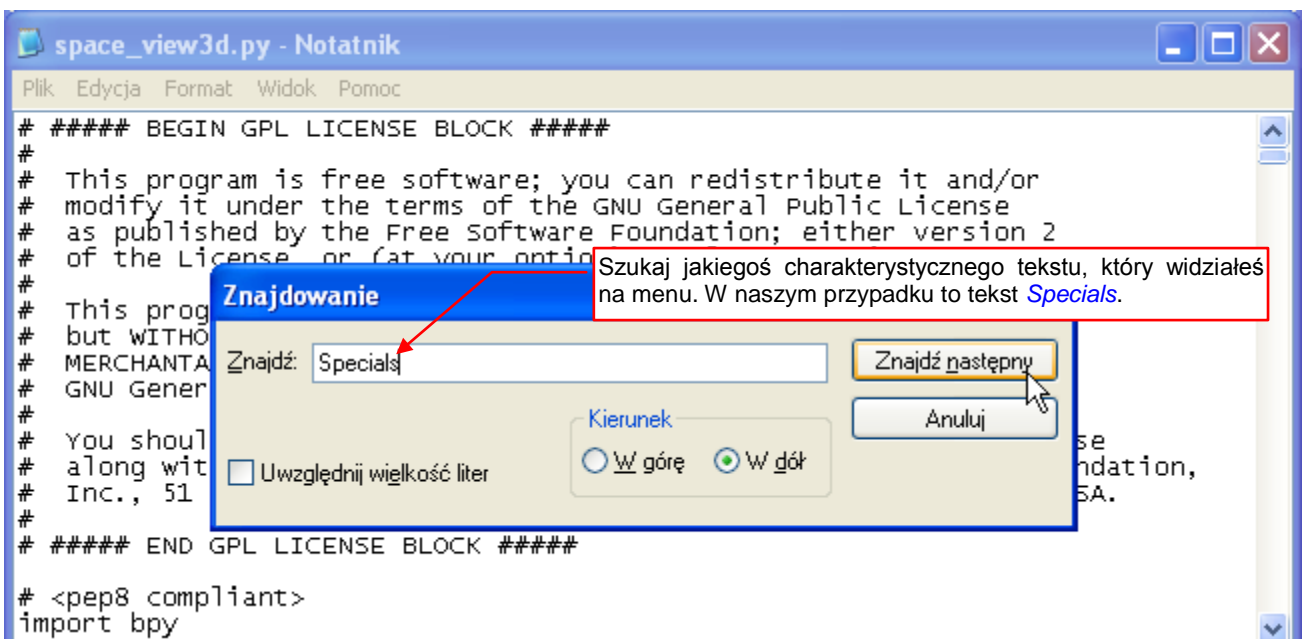 space_view3d.py - Notatnik
Plik Edycja Format Widok Pomoc
# ##### BEGIN GPL LICENSE BLOCK #####
#
# This program is free software; you can redistribute it and/or
# modify it under the terms of the GNU General Public License
# as published by the Free Software Foundation; either version 2
# of the License, or (at your optio
Szukaj jakiegoś charakterystycznego tekstu, który widziałeś
na menu. W naszym przypadku to tekst Specials.
#
# This prog
# but WITHO
# MERCHANTA
# GNU Gener
#
# You shoul se
# along wit ndation,
# Inc., 51 SA.
#
# ##### END GPL LICENSE BLOCK #####
# <pep8 compliant>
import bpy
Znajdowanie
Znajdź: Specials
Znajdź następny
Anuluj
Kierunek
W górę W dół
Uwzględnij wielkość liter